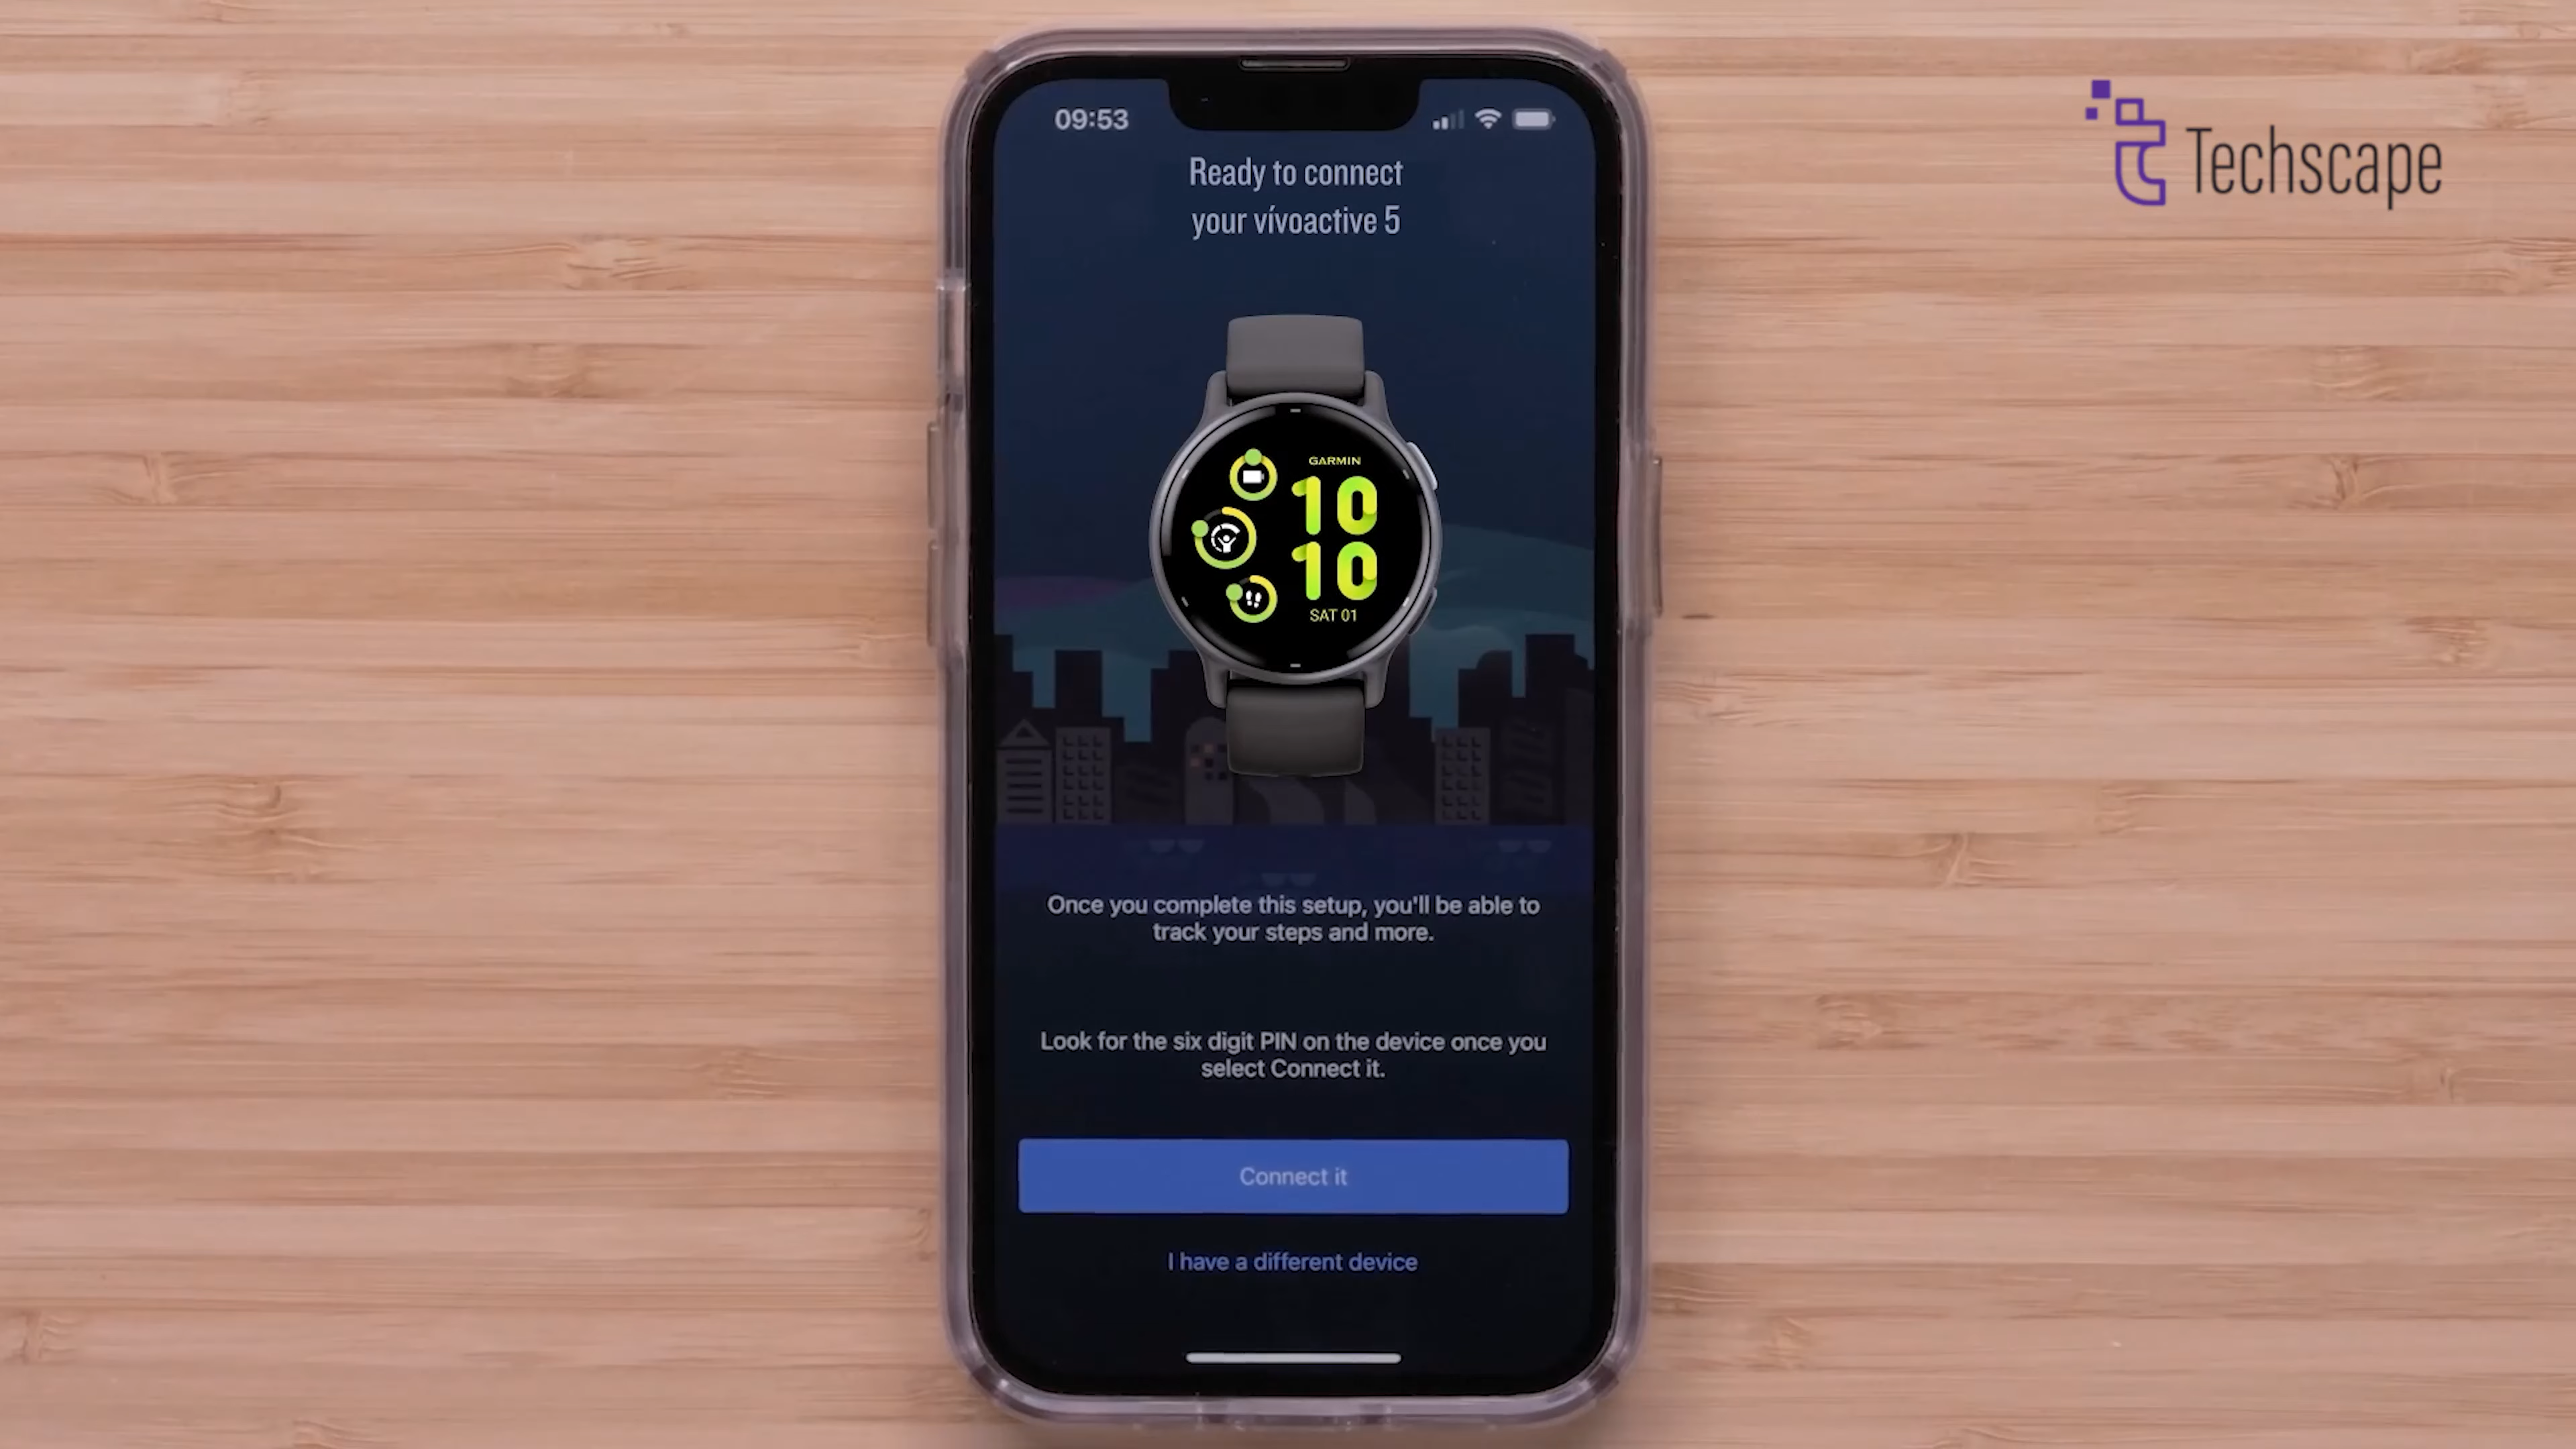 09:53
Techscape
Ready to connect
your vívoactive 5
GARMIN
10
10
SAT 01
Once you complete this setup, you'll be able to
track your steps and more.
Look for the six digit PIN on the device once you
select Connect it.
Connect it
I have a different device